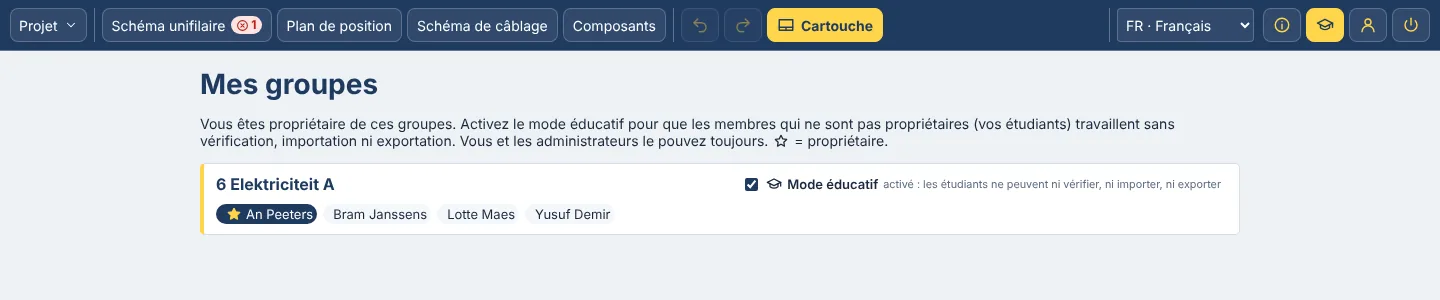 Projet
Schéma unifilaire 1
Plan de position
Schéma de câblage
Composants
Cartouche
FR · Français
Mes groupes
Vous êtes propriétaire de ces groupes. Activez le mode éducatif pour que les membres qui ne sont pas propriétaires (vos étudiants) travaillent sans
vérification, importation ni exportation. Vous et les administrateurs le pouvez toujours. ☆ = propriétaire.
6 Elektriciteit A
Mode éducatif activé : les étudiants ne peuvent ni vérifier, ni importer, ni exporter
★ An Peeters Bram Janssens Lotte Maes Yusuf Demir